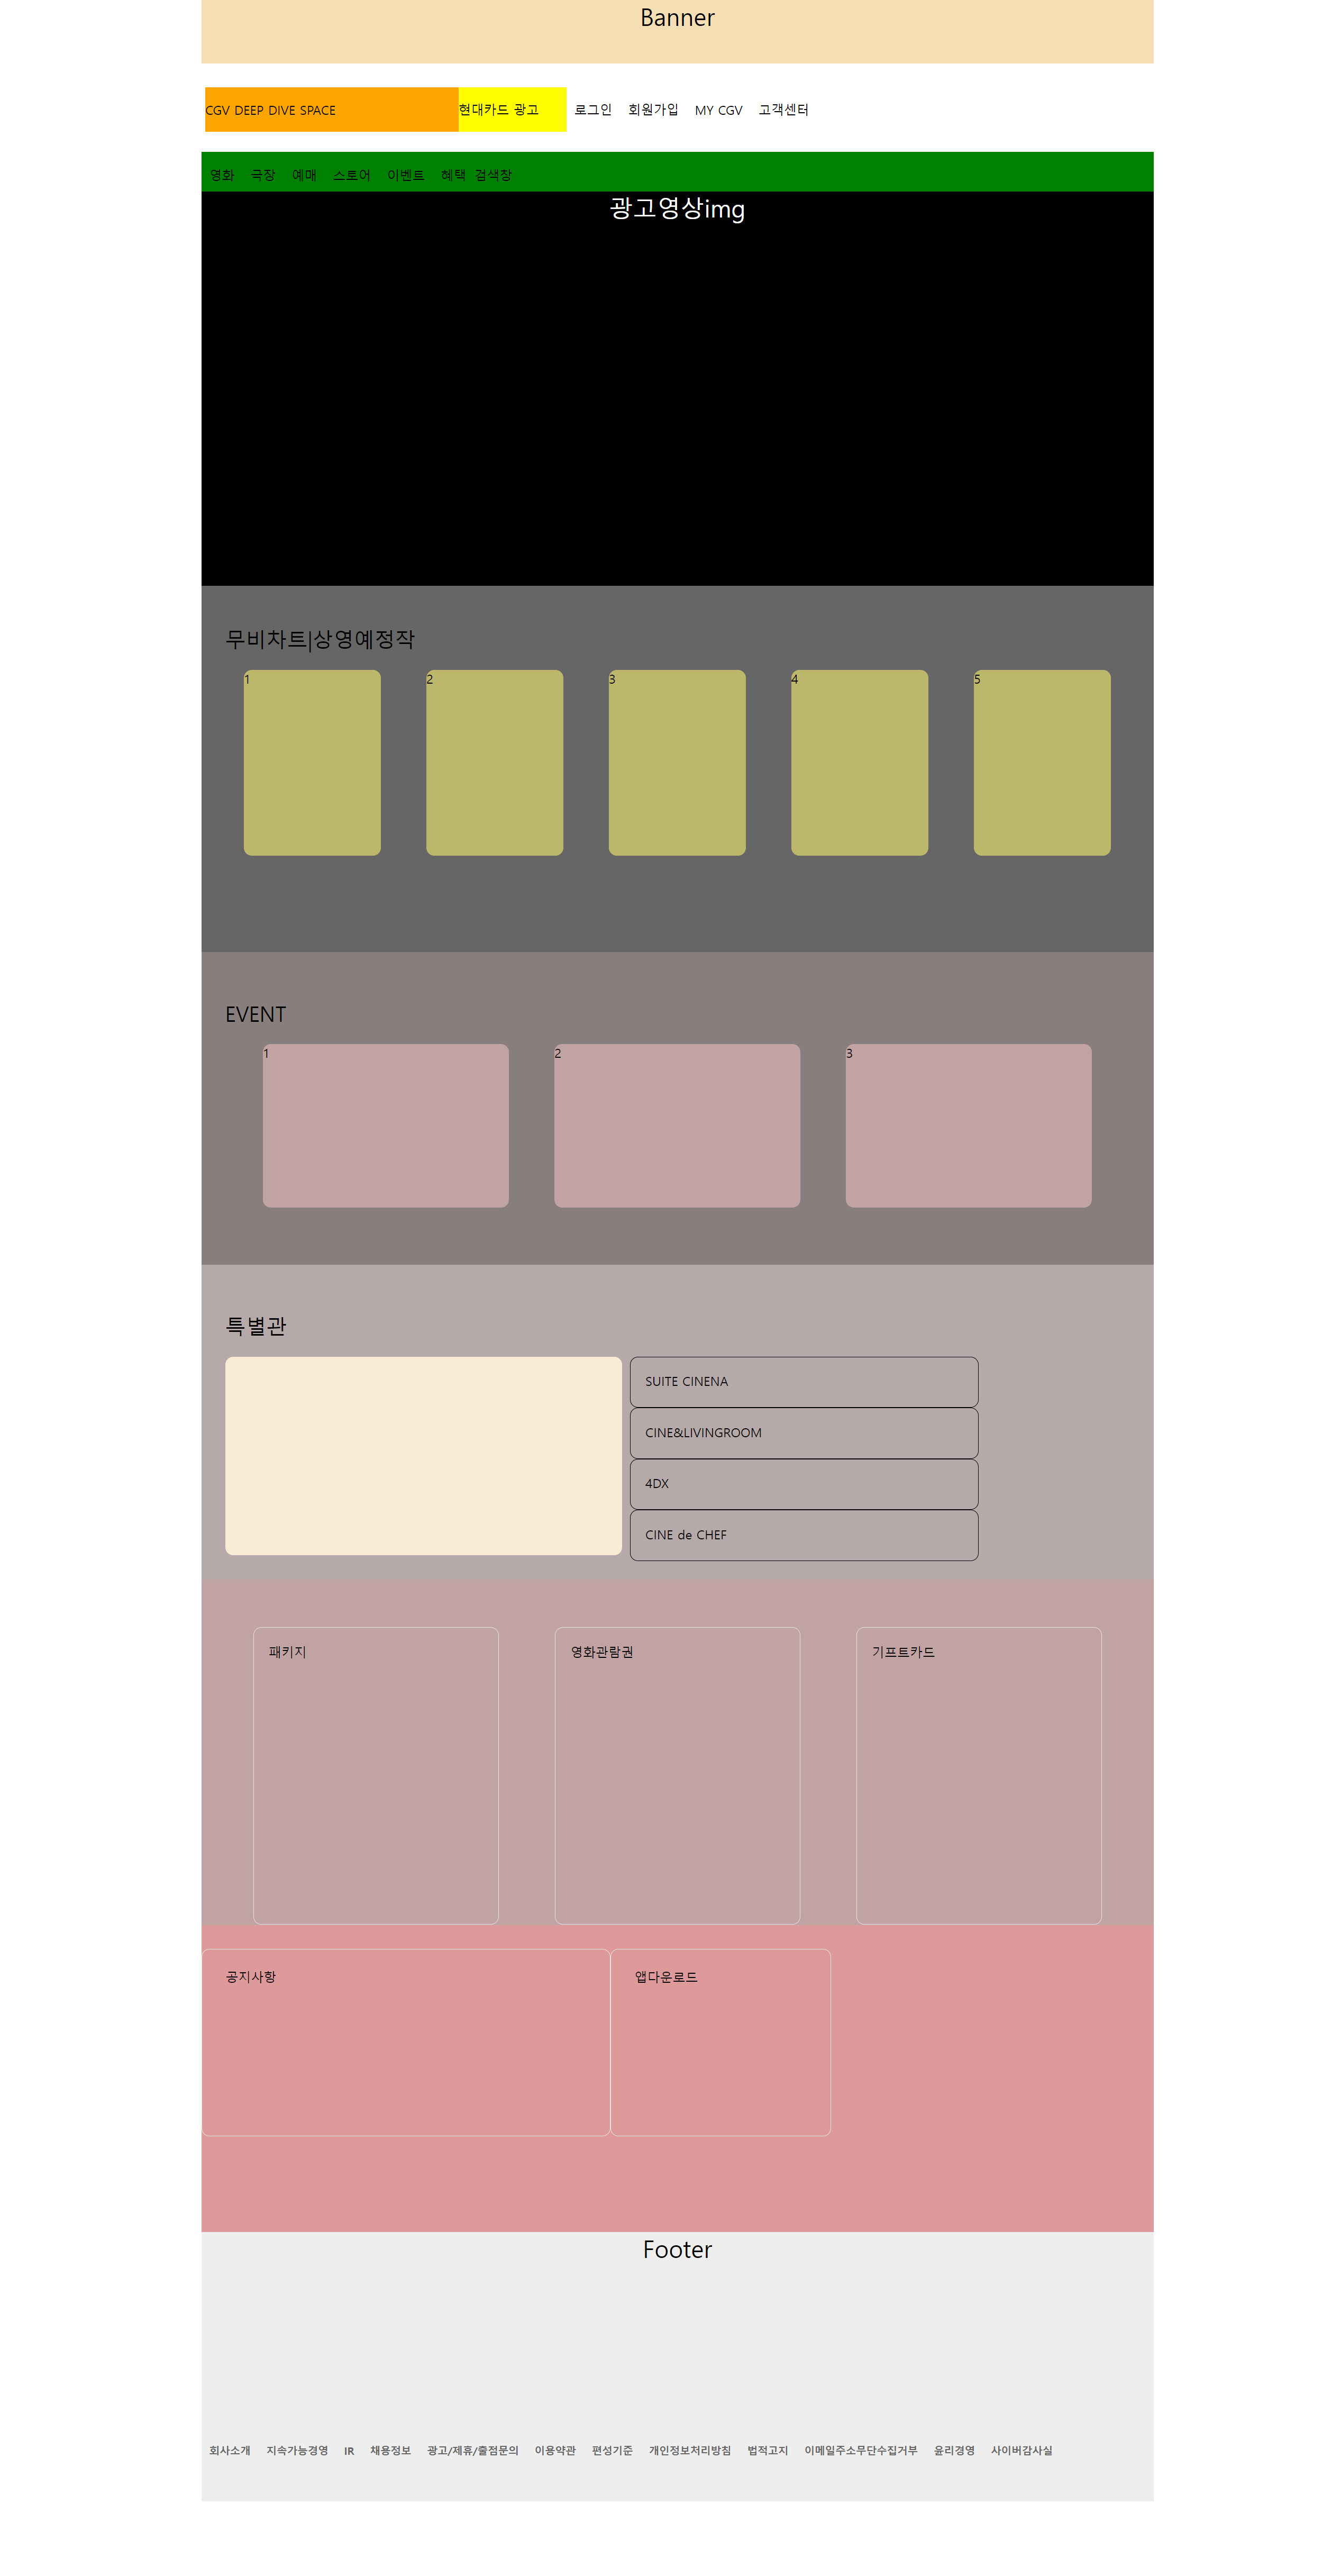 Banner
CGV DEEP DIVE SPACE 현대카드 광고 로그인 회원가입 MY CGV 고객센터
영화 극장 예매 스토어 이벤트 혜택 검색창
광고영상img
무비차트|상영예정작
1 2 3 4 5
EVENT
1 2 3
특별관
SUITE CINENA
CINE&LIVINGROOM
4DX
CINE de CHEF
패키지 영화관람권 기프트카드
공지사항 앱다운로드
Footer
회사소개 지속가능경영 IR 채용정보 광고/제휴/출점문의 이용약관 편성기준 개인정보처리방침 법적고지 이메일주소무단수집거부 윤리경영 사이버감사실